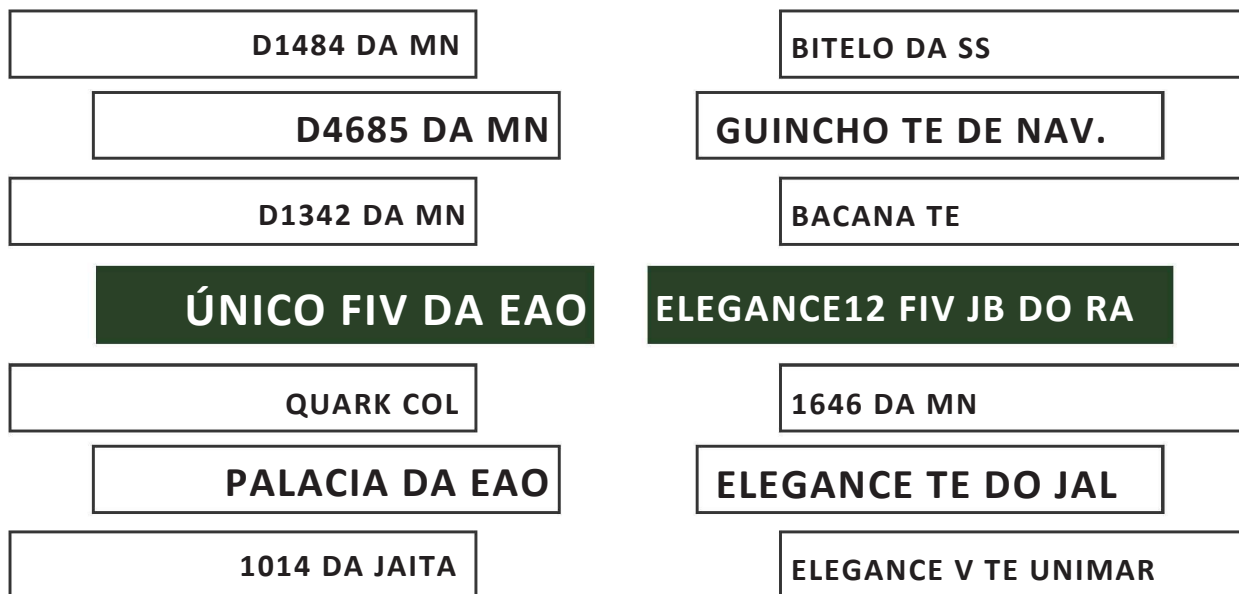 D1484 DA MN
BITELO DA SS
D4685 DA MN
GUINCHO TE DE NAV.
D1342 DA MN
BACANA TE
ÚNICO FIV DA EAO
ELEGANCE12 FIV JB DO RA
QUARK COL
1646 DA MN
PALACIA DA EAO
ELEGANCE TE DO JAL
1014 DA JAITA
ELEGANCE V TE UNIMAR